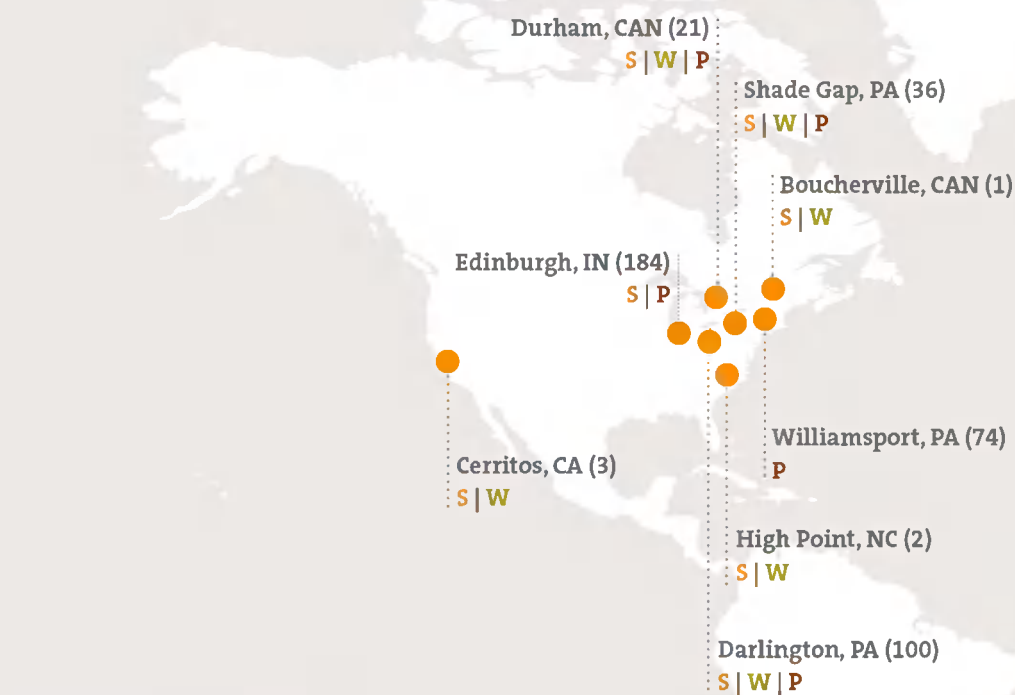 Durham, CAN (21)
S | W | P
Shade Gap, PA (36)
S | W | P
Boucherville, CAN (1)
S | W
Edinburgh, IN (184)
S | P
Williamsport, PA (74)
P
Cerritos, CA (3)
S | W
High Point, NC (2)
S | W
Darlington, PA (100)
S | W | P